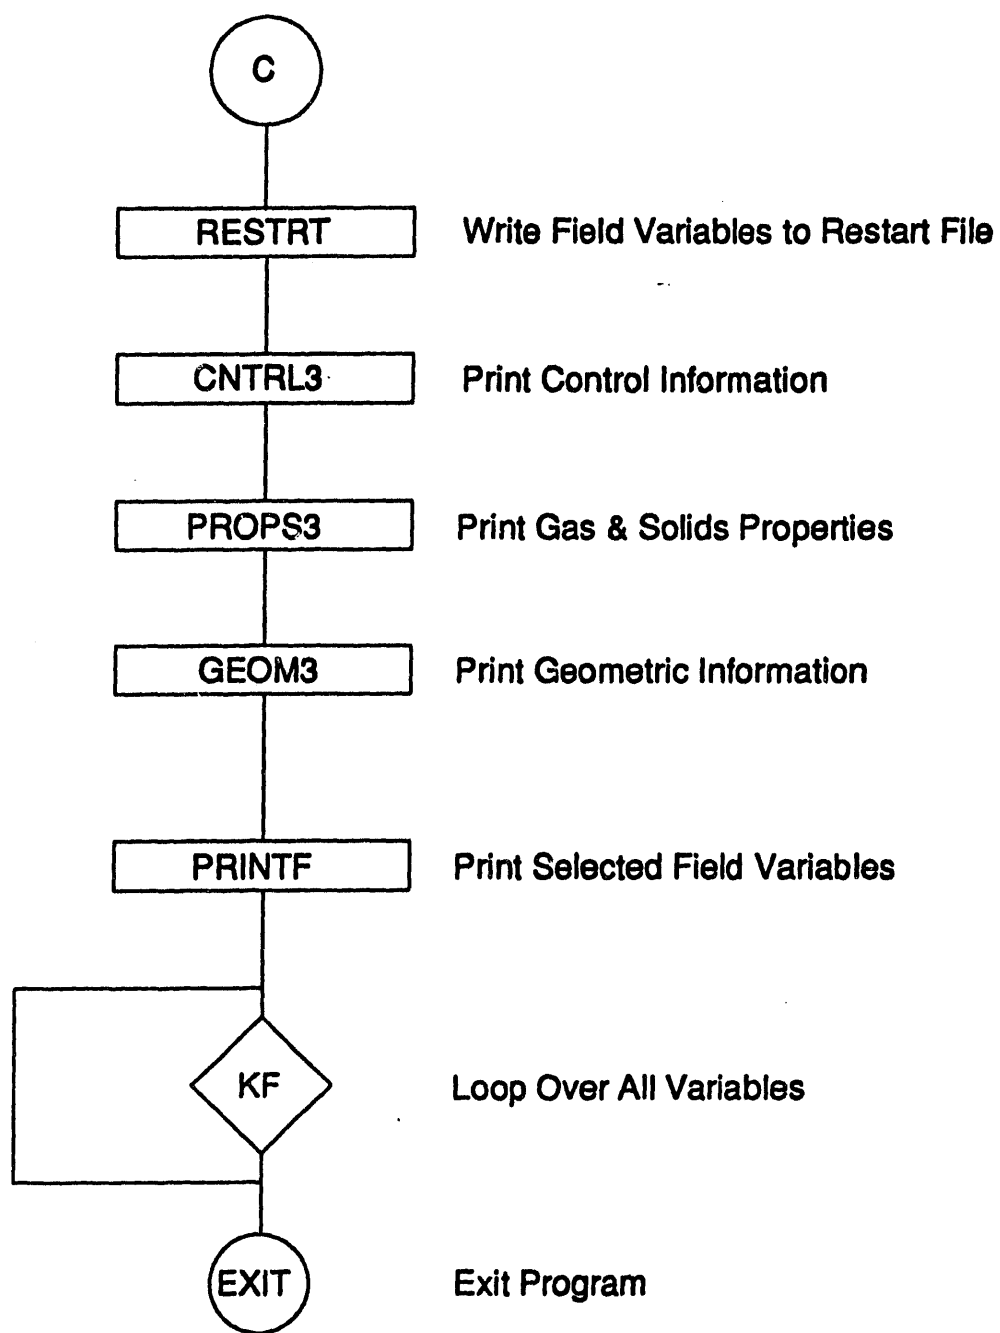 C
RESTRT Write Field Variables to Restart File
CNTRL3 Print Control Information
PROPS3 Print Gas & Solids Properties
GEOM3 Print Geometric Information
PRINTF Print Selected Field Variables
KF Loop Over All Variables
EXIT Exit Program